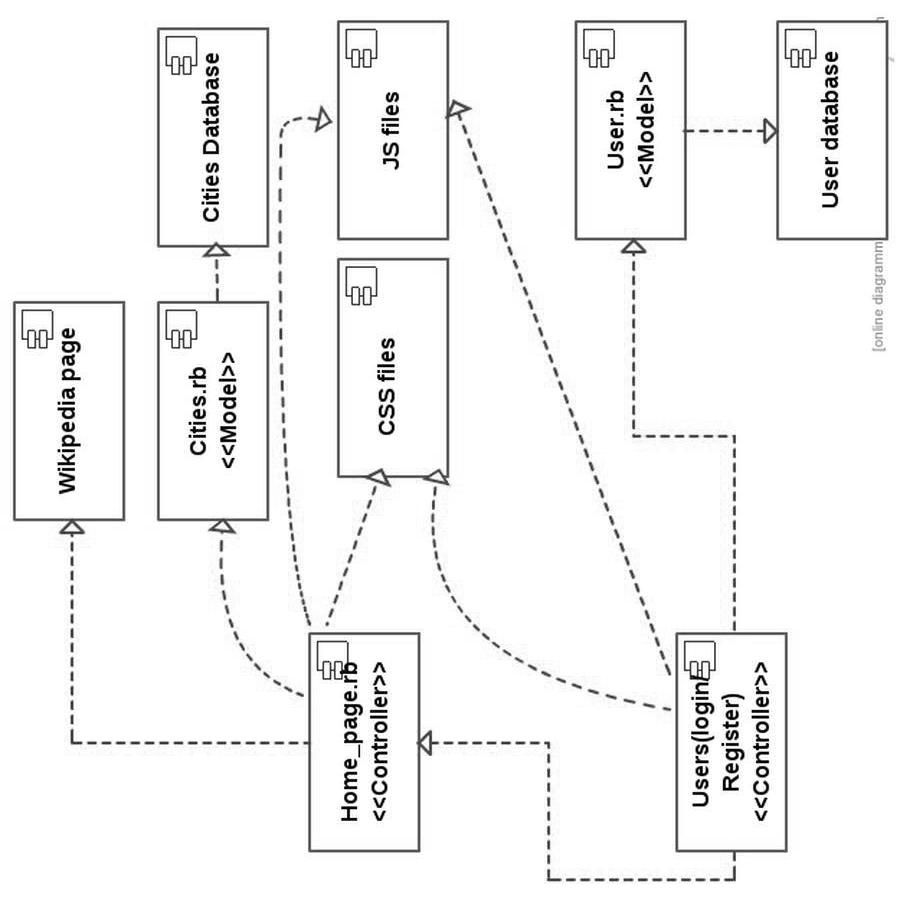 Wikipedia page
Cities Database
Cities.rb
<<Model>>
JS files
CSS files
Home_page.rb
<<Controller>>
User.rb
<<Model>>
User database
Users(login/
Register)
<<Controller>>
[online diagramm